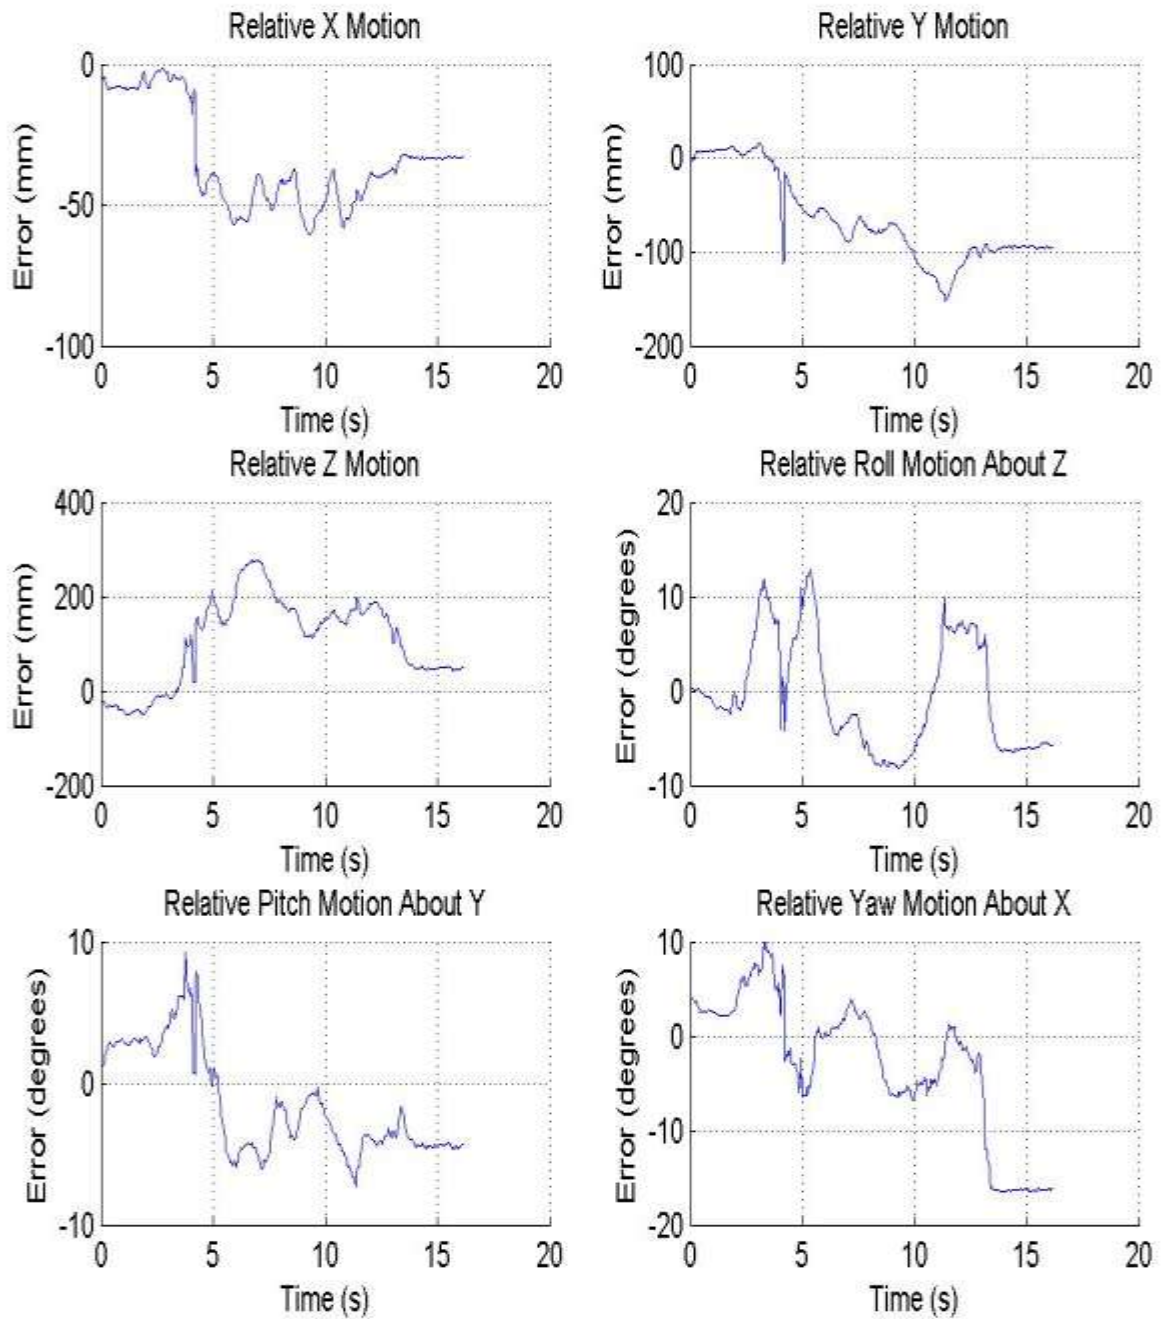 Relative X Motion
Error (mm)
0
-50
-100
0 5 10 15 20
Time (s)
Relative Y Motion
Error (mm)
100
0
-100
-200
0 5 10 15 20
Time (s)
Relative Z Motion
Error (mm)
400
200
0
-200
0 5 10 15 20
Time (s)
Relative Roll Motion About Z
Error (degrees)
20
10
0
-10
0 5 10 15 20
Time (s)
Relative Pitch Motion About Y
Error (degrees)
10
0
-10
0 5 10 15 20
Time (s)
Relative Yaw Motion About X
Error (degrees)
10
0
-10
-20
0 5 10 15 20
Time (s)